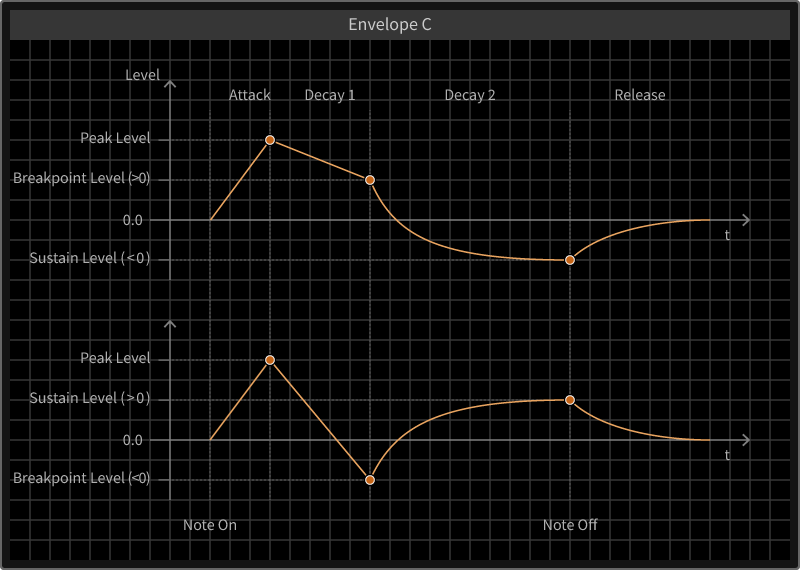 Envelope C
Level
Attack Decay 1 Decay 2 Release
Peak Level
Breakpoint Level (>0)
0.0
t
Sustain Level (<0)
Peak Level
Sustain Level (>0)
0.0
t
Breakpoint Level (<0)
Note On Note Off